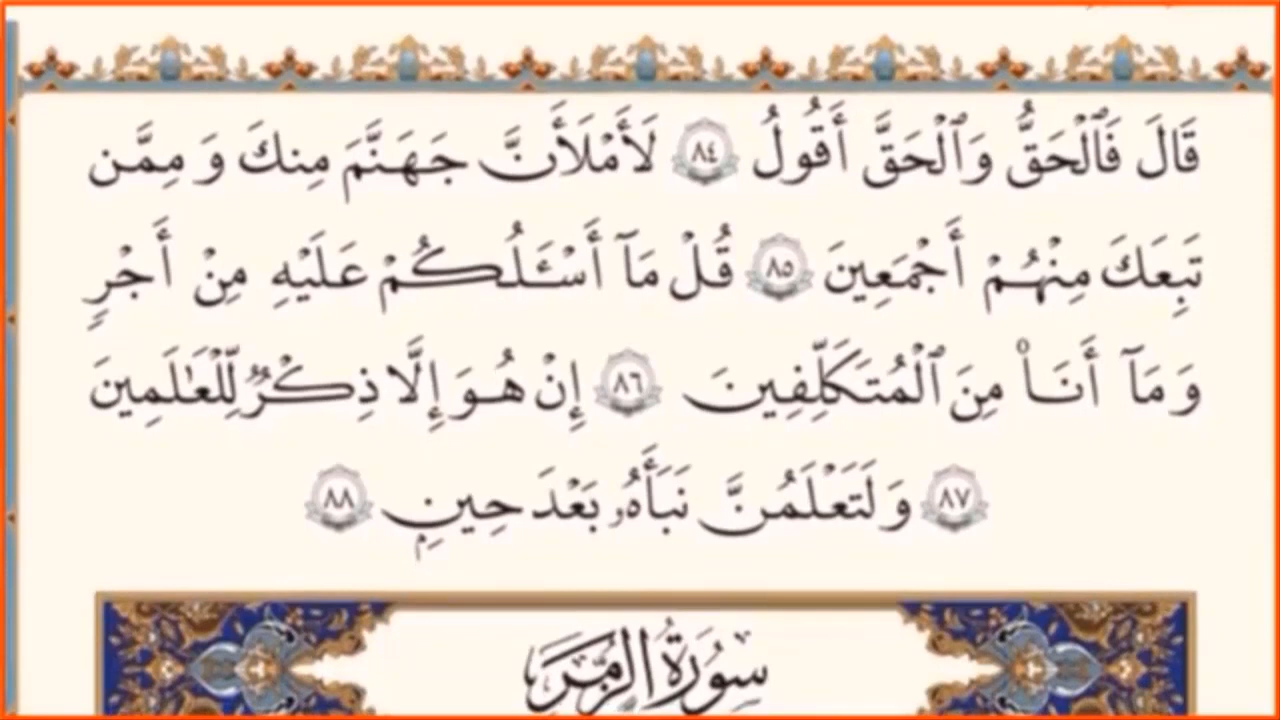 قَالَ فَٱلْحَقُّ وَٱلْحَقَّ أَقُولُ ٨٤ لَأَمْلَأَنَّ جَهَنَّمَ مِنكَ وَمِمَّن
تَبِعَكَ مِنْهُمْ أَجْمَعِينَ ٨٥ قُلْ مَآ أَسْـَٔلُكُمْ عَلَيْهِ مِنْ أَجْرٍ
وَمَآ أَنَا۠ مِنَ ٱلْمُتَكَلِّفِينَ ٨٦ إِنْ هُوَ إِلَّا ذِكْرٌ لِّلْعَٰلَمِينَ
٨٧ وَلَتَعْلَمُنَّ نَبَأَهُۥ بَعْدَ حِينٍۭ ٨٨
سُورَةُ الزُّمَرِ